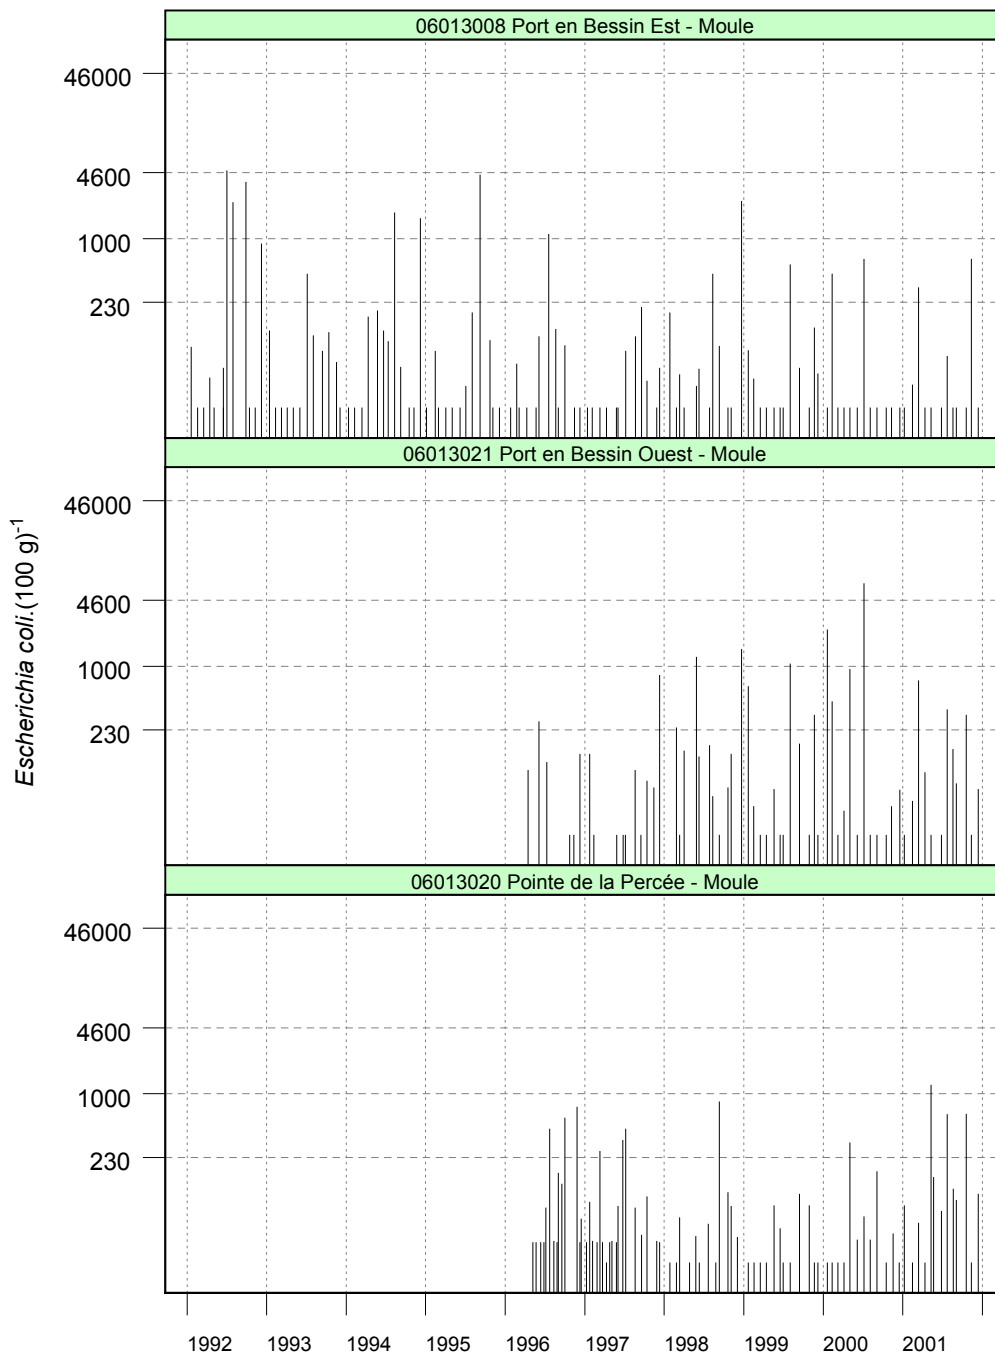 06013008 Port en Bessin Est - Moule
46000
4600
1000
230
06013021 Port en Bessin Ouest - Moule
46000
4600
1000
230
Escherichia coli.(100 g)-1
06013020 Pointe de la Percée - Moule
46000
4600
1000
230
1992 1993 1994 1995 1996 1997 1998 1999 2000 2001